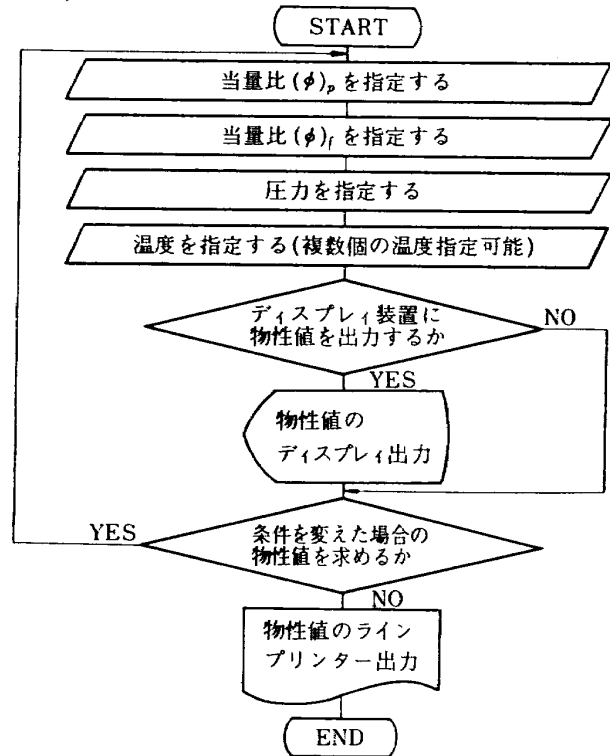 START
当量比(φ)pを指定する
当量比(φ)fを指定する
圧力を指定する
温度を指定する(複数個の温度指定可能)
ディスプレィ装置に
物性値を出力するか
NO
YES
物性値の
ディスプレィ出力
YES
条件を変えた場合の
物性値を求めるか
NO
物性値のライン
プリンター出力
END